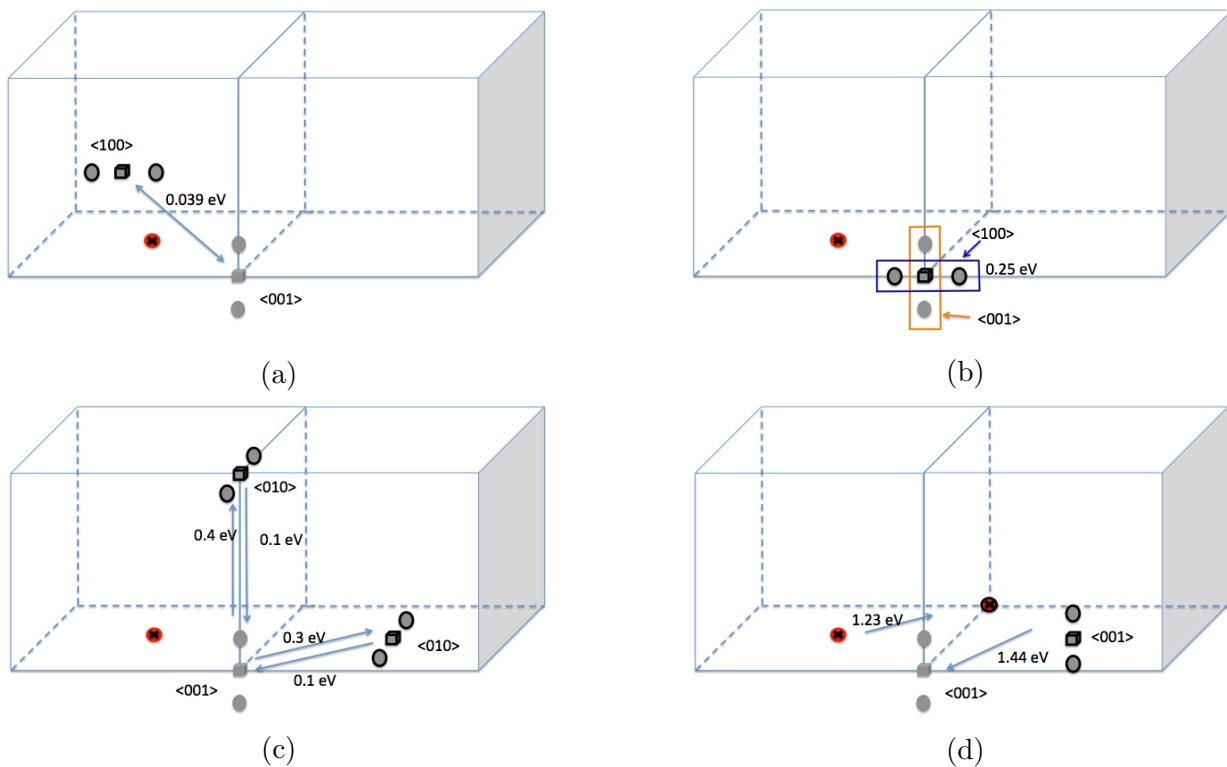 <100>
0.039 eV
<001>
(a)
<100>
0.25 eV
<001>
(b)
<010>
0.4 eV
0.1 eV
0.3 eV
<010>
0.1 eV
<001>
(c)
1.23 eV
<001>
1.44 eV
<001>
(d)